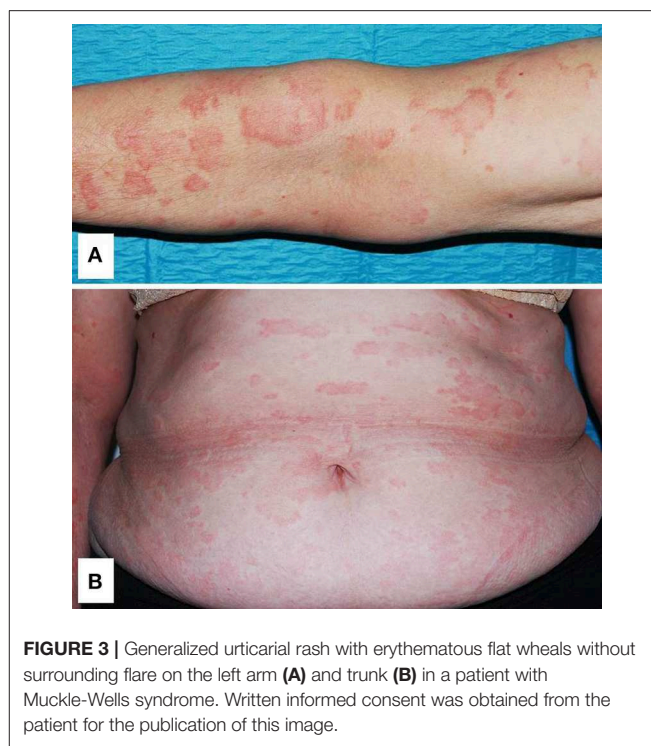 A
B
FIGURE 3 | Generalized urticarial rash with erythematous flat wheals without
surrounding flare on the left arm (A) and trunk (B) in a patient with
Muckle-Wells syndrome. Written informed consent was obtained from the
patient for the publication of this image.